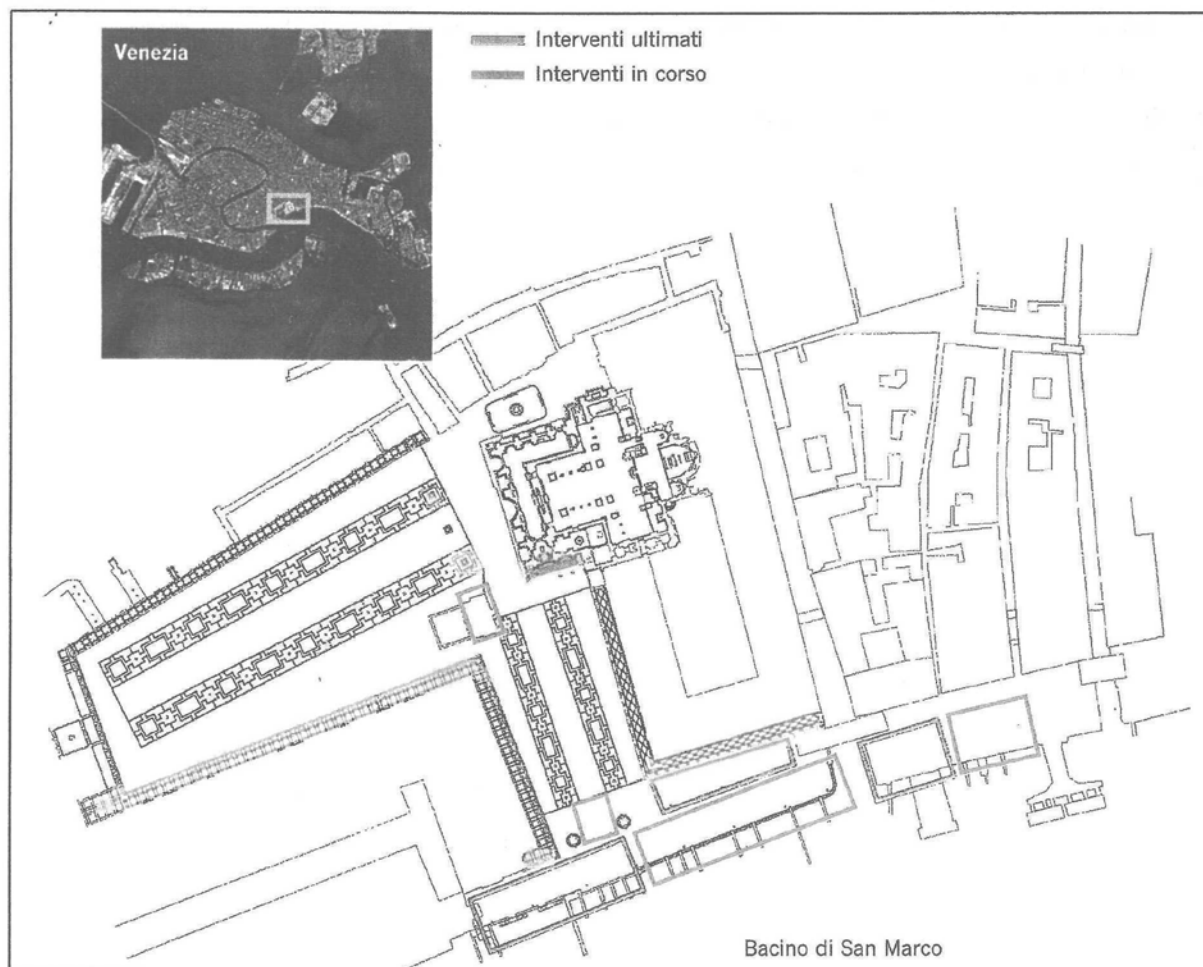 Venezia
Interventi ultimati
Interventi in corso
Bacino di San Marco